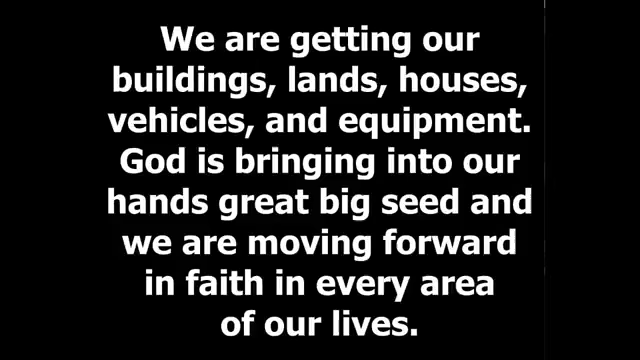 We are getting our
buildings, lands, houses,
vehicles, and equipment.
God is bringing into our
hands great big seed and
we are moving forward
in faith in every area
of our lives.